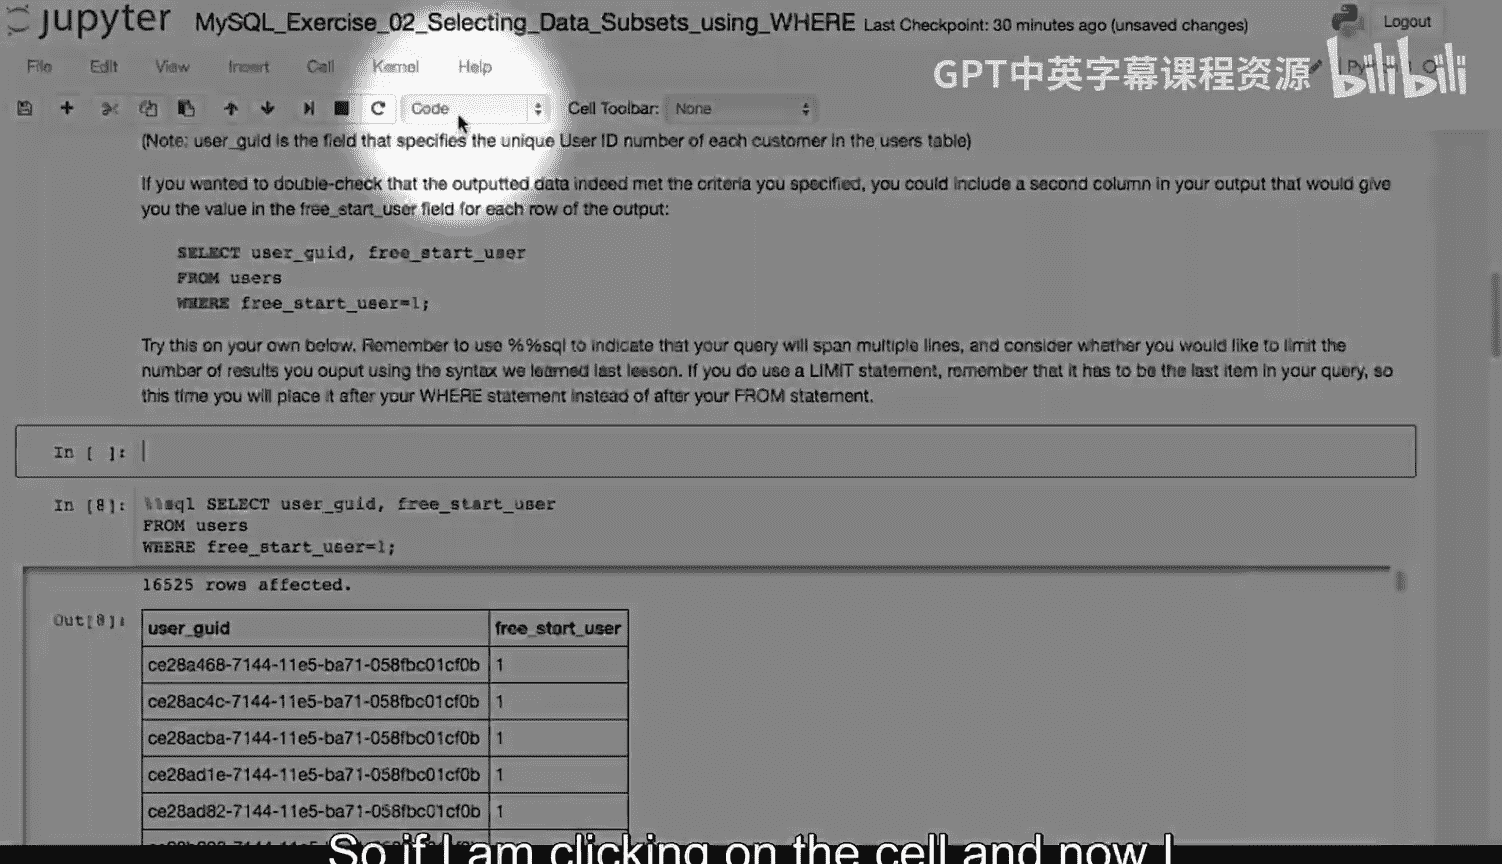 jupyter MySQL_Exercise_02_Selecting_Data_Subsets_using_WHERE Last Checkpoint: 30 minutes ago (unsaved changes) Logout
File Edit View Insert Cell Kernel Help
GPT中英字幕课程资源 bilibili
Code Cell Toolbar: None
(Note: user_guid is the field that specifies the unique User ID number of each customer in the users table)
If you wanted to double-check that the outputted data indeed met the criteria you specified, you could include a second column in your output that would give
you the value in the free_start_user field for each row of the output:
SELECT user_guid, free_start_user
FROM users
WHERE free_start_user=1;
Try this on your own below. Remember to use %%sql to indicate that your query will span multiple lines, and consider whether you would like to limit the
number of results you ouput using the syntax we learned last lesson. If you do use a LIMIT statement, remember that it has to be the last item in your query, so
this time you will place it after your WHERE statement instead of after your FROM statement.
In [ ]:
In [8]: %%sql SELECT user_guid, free_start_user
FROM users
WHERE free_start_user=1;
16525 rows affected.
Out[8]:
user_guid free_start_user
ce28a468-7144-11e5-ba71-058fbc01cf0b 1
ce28ac4c-7144-11e5-ba71-058fbc01cf0b 1
ce28acba-7144-11e5-ba71-058fbc01cf0b 1
ce28ad1e-7144-11e5-ba71-058fbc01cf0b 1
ce28ad82-7144-11e5-ba71-058fbc01cf0b 1
So if I am clicking on the cell and now I